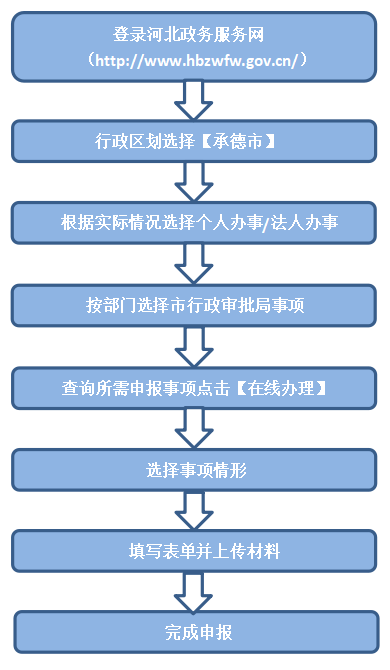 登录河北政务服务网
（http://www.hbzwfw.gov.cn/）
行政区划选择【承德市】
根据实际情况选择个人办事/法人办事
按部门选择市行政审批局事项
查询所需申报事项点击【在线办理】
选择事项情形
填写表单并上传材料
完成申报